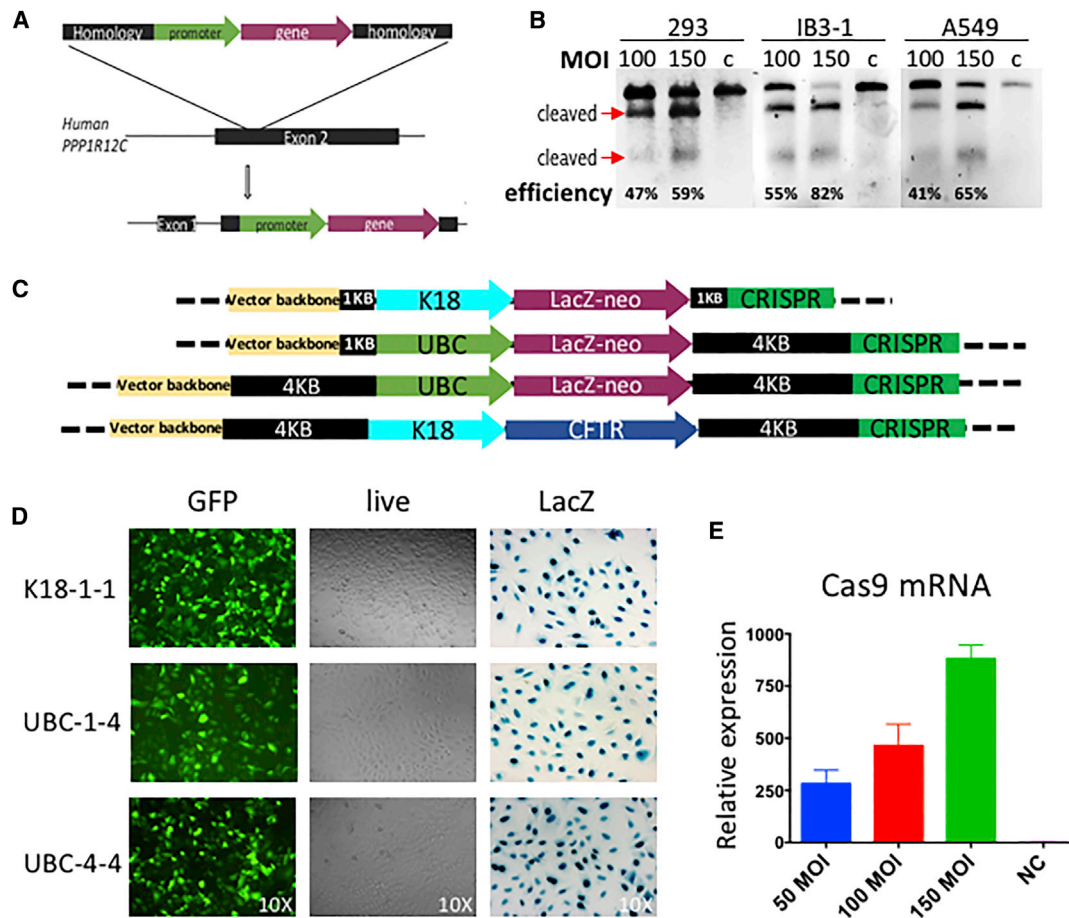 A
Homology promoter gene homology
Human
PPP1R12C
Exon 2
Exon 1
promoter gene
B
293 IB3-1 A549
MOI 100 150 c 100 150 c 100 150 c
cleaved
cleaved
efficiency 47% 59% 55% 82% 41% 65%
C
Vector backbone 1KB K18 LacZ-neo 1KB CRISPR
Vector backbone 1KB UBC LacZ-neo 4KB CRISPR
Vector backbone 4KB UBC LacZ-neo 4KB CRISPR
Vector backbone 4KB K18 CFTR 4KB CRISPR
D
GFP live LacZ
K18-1-1
UBC-1-4
UBC-4-4
10X 10X 10X
E
Cas9 mRNA
Relative expression
1000
750
500
250
0
50 MOI 100 MOI 150 MOI NC